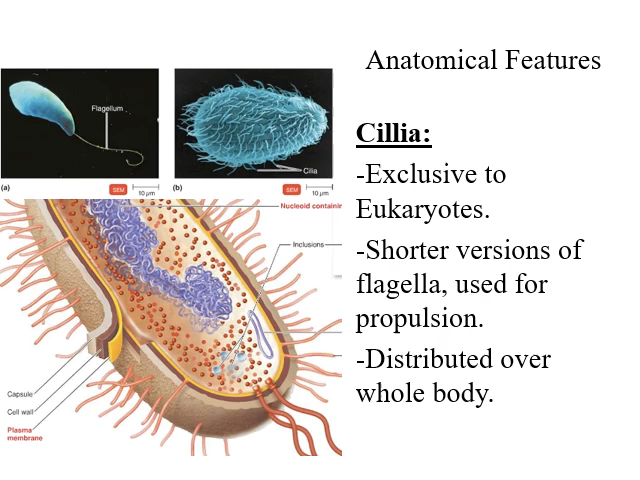 Anatomical Features
Flagellum
Cilia
(a)
SEM
10 µm
(b)
SEM
10 µm
Nucleoid containin
Inclusions
Capsule
Cell wall
Plasma
membrane
Cillia:
-Exclusive to
Eukaryotes.
-Shorter versions of
flagella, used for
propulsion.
-Distributed over
whole body.